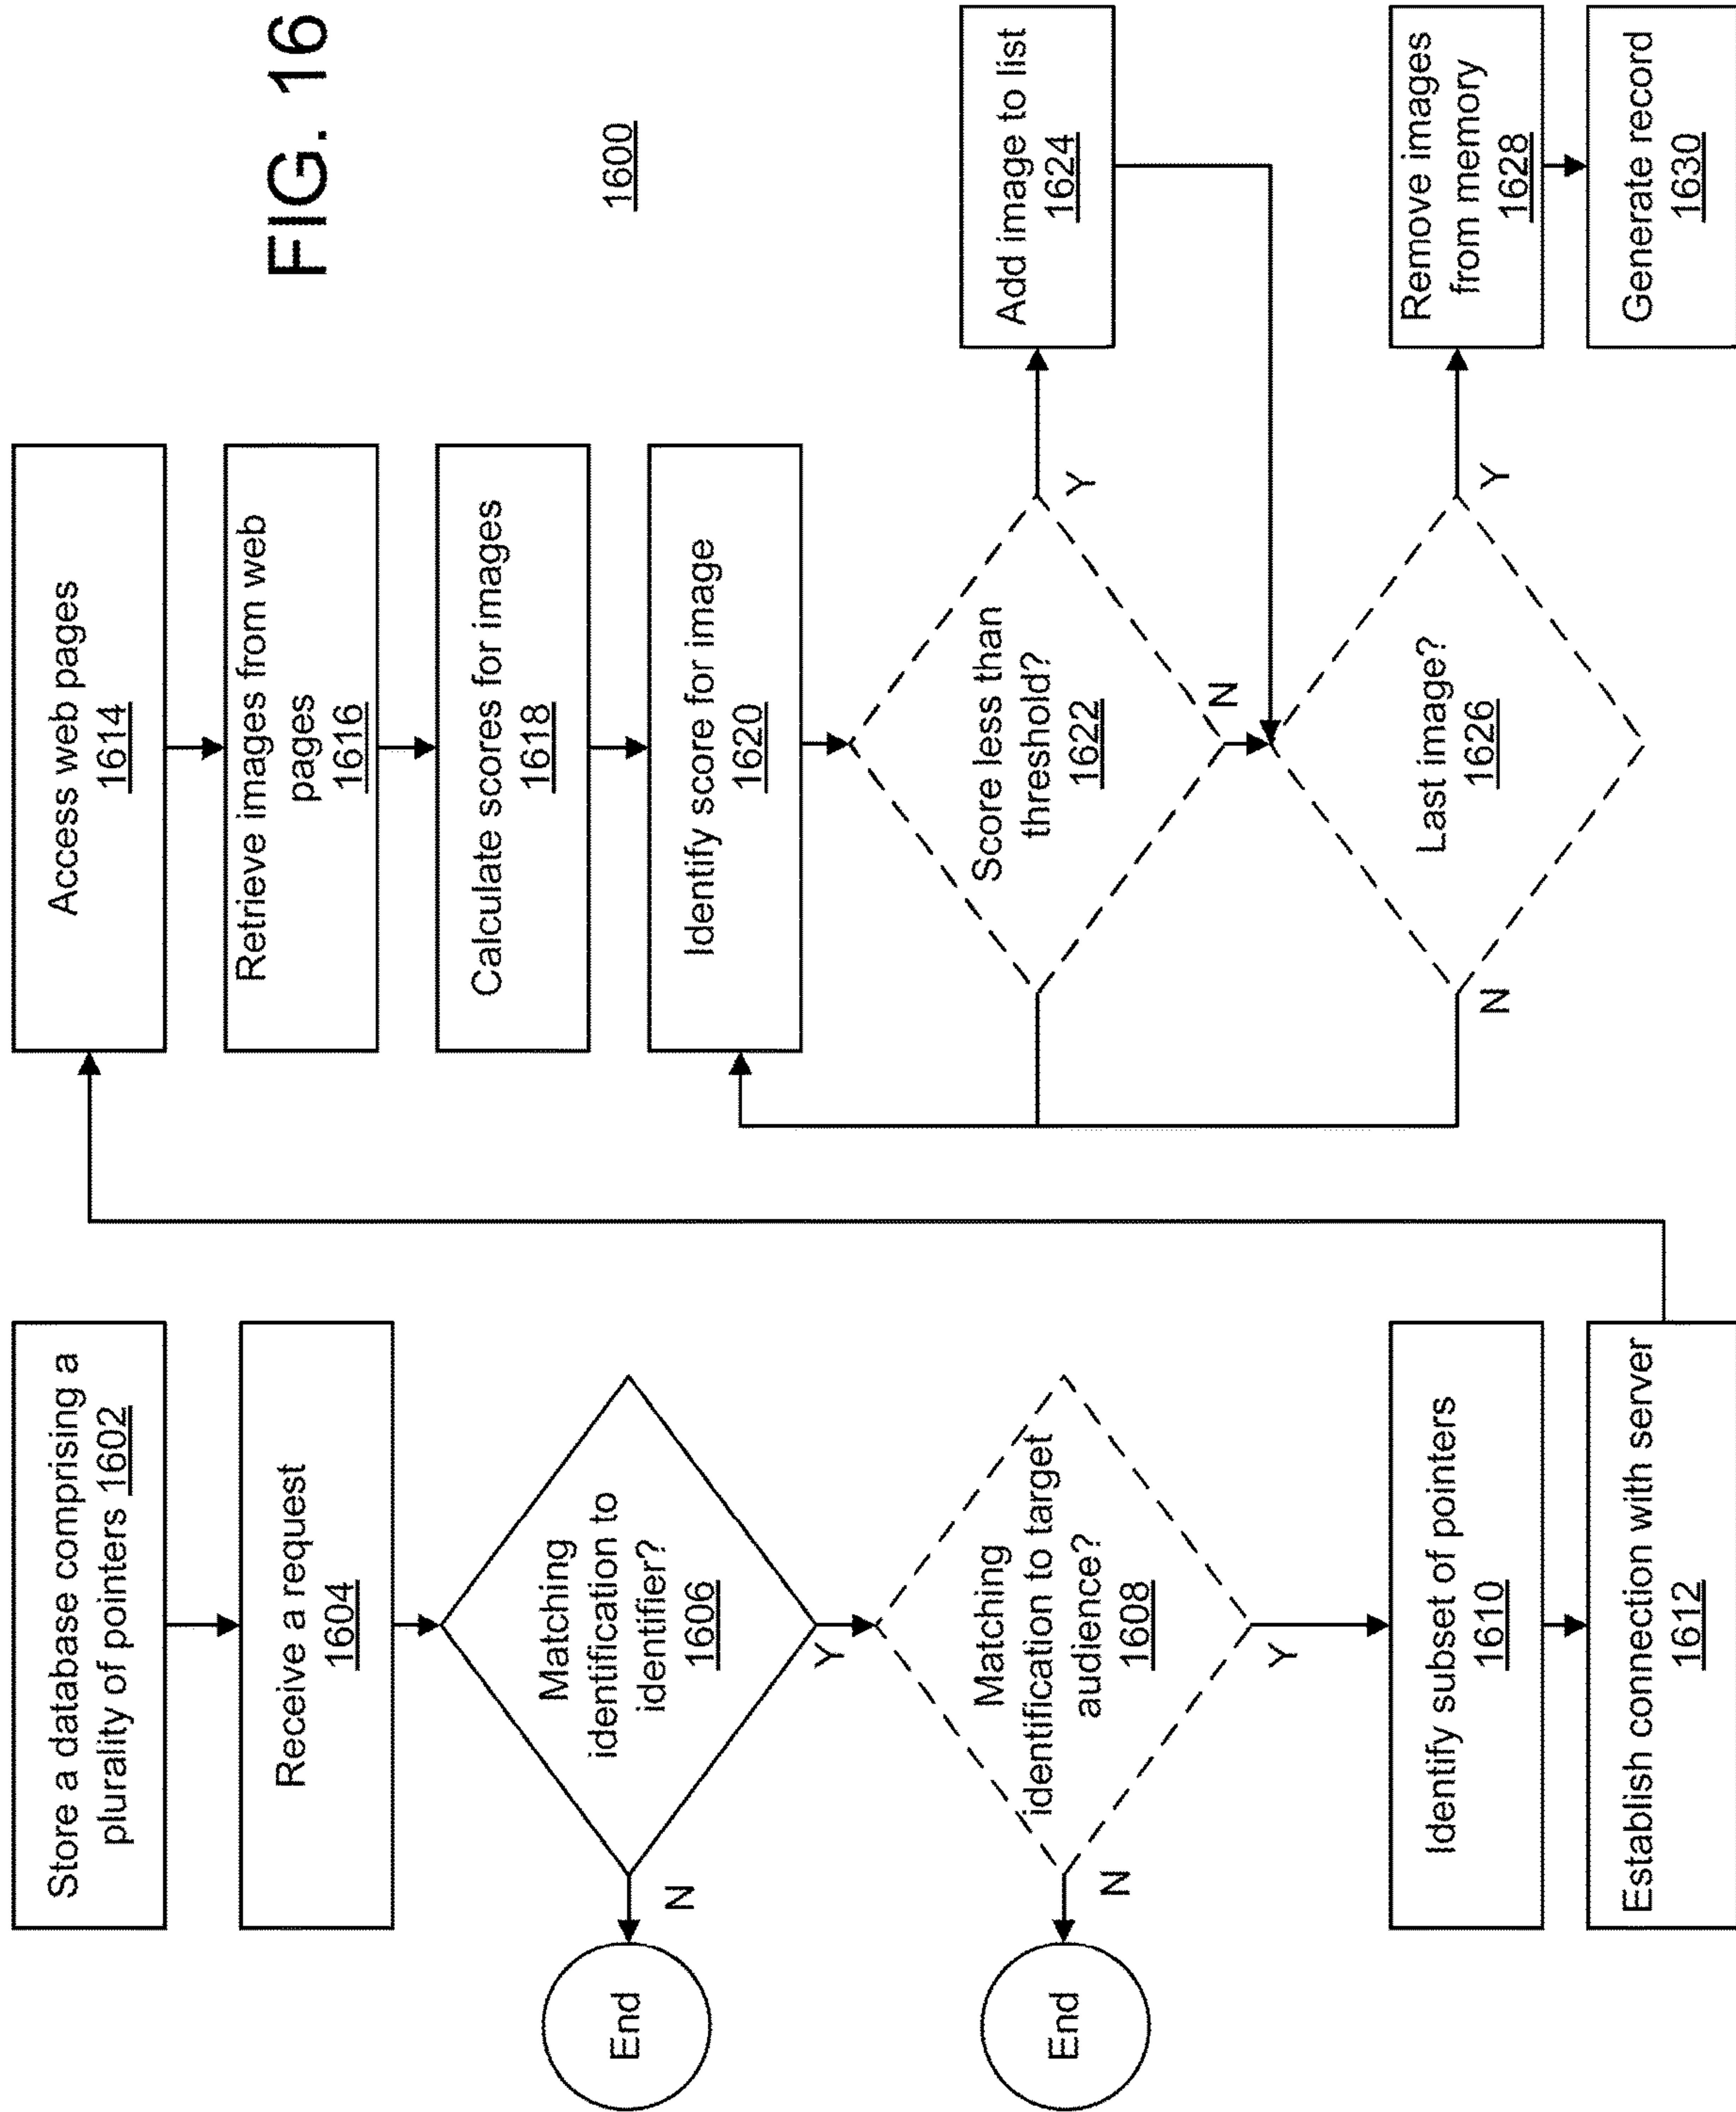 FIG. 16
1600
Store a database comprising a
plurality of pointers 1602
Receive a request
1604
Matching
identification to
identifier?
1606
N
End
Y
Matching
identification to target
audience?
1608
N
End
Y
Identify subset of pointers
1610
Establish connection with server
1612
Access web pages
1614
Retrieve images from web
pages
1616
Calculate scores for images
1618
Identify score for image
1620
Score less than
threshold?
1622
Y
N
Add image to list
1624
Last image?
1626
N
Y
Remove images
from memory
1628
Generate record
1630